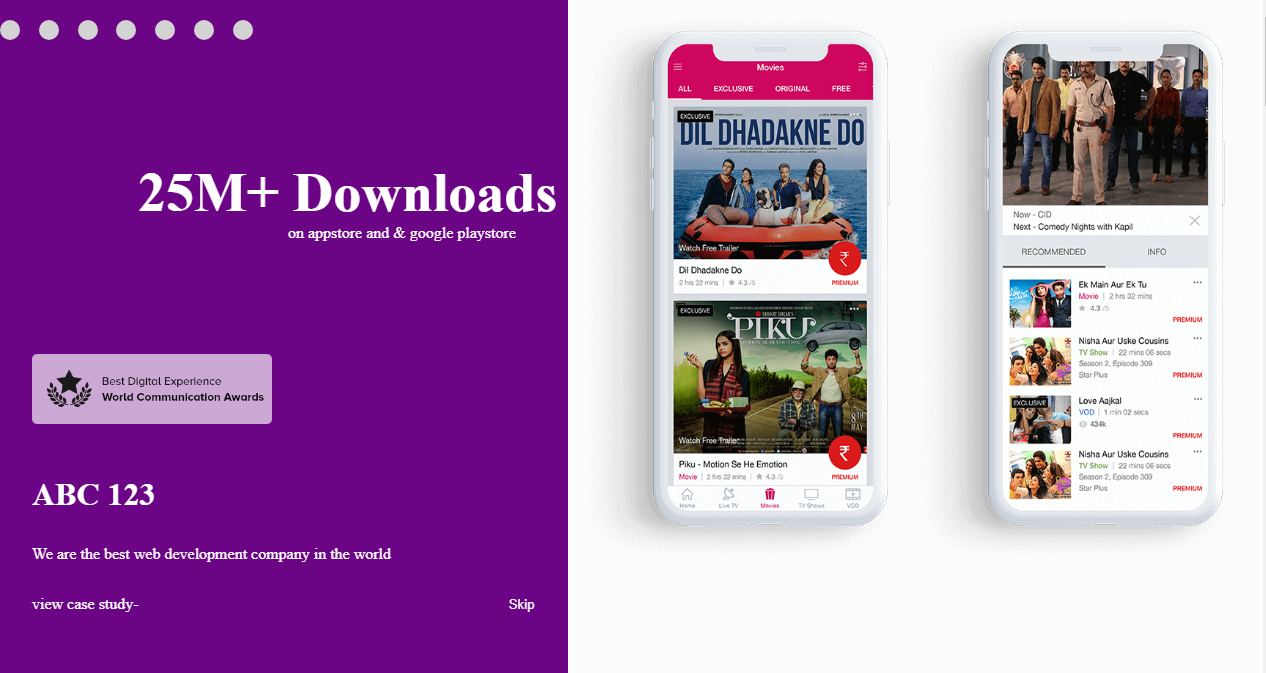 25M+ Downloads
on appstore and & google playstore
Best Digital Experience
World Communication Awards
ABC 123
We are the best web development company in the world
view case study-
Skip
Movies
ALL EXCLUSIVE ORIGINAL FREE
EXCLUSIVE
DIL DHADAKNE DO
Watch Free Trailer
₹
Dil Dhadakne Do
2 hrs 32 mins | 4.3 /5
PREMIUM
EXCLUSIVE
PIKU
MOTION SE HI EMOTION
8TH
MAY
Watch Free Trailer
₹
Piku - Motion Se He Emotion
Movie | 2 hrs 32 mins | 4.3 /5
PREMIUM
Home Live TV Movies TV Shows VOD
Now - CID
Next - Comedy Nights with Kapil
RECOMMENDED INFO
Ek Main Aur Ek Tu
Movie | 2 hrs 32 mins
4.3 /5
PREMIUM
Nisha Aur Uske Cousins
TV Show | 22 mins 06 secs
Season 2, Episode 309
Star Plus
PREMIUM
EXCLUSIVE
Love Aajkal
VOD | 1 min 02 secs
434k
PREMIUM
Nisha Aur Uske Cousins
TV Show | 22 mins 06 secs
Season 2, Episode 309
Star Plus
PREMIUM